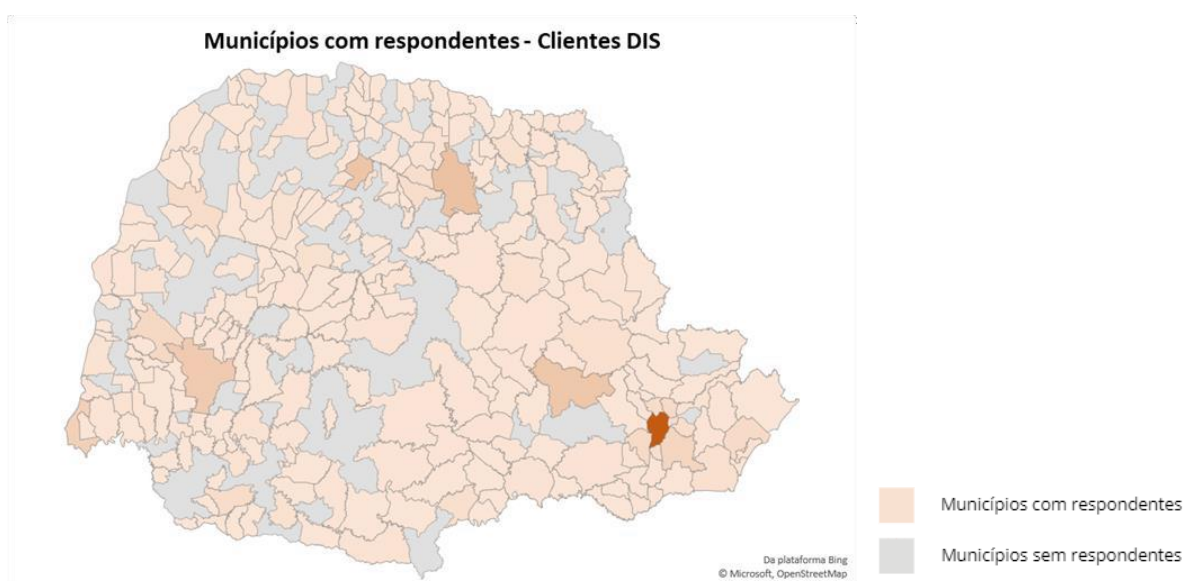 Municípios com respondentes - Clientes DIS
Municípios com respondentes
Municípios sem respondentes
Da plataforma Bing
© Microsoft, OpenStreetMap